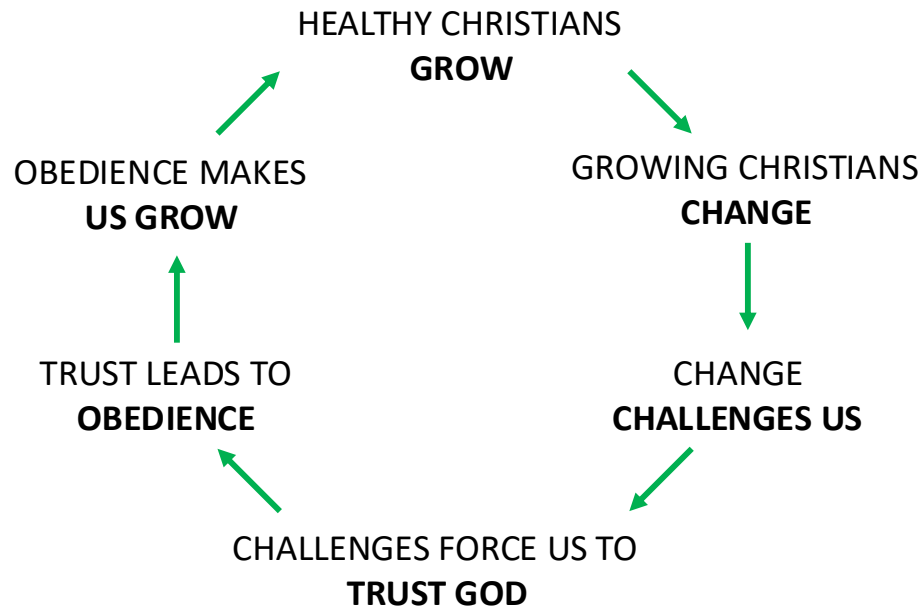 HEALTHY CHRISTIANS
GROW
GROWING CHRISTIANS
CHANGE
CHANGE
CHALLENGES US
CHALLENGES FORCE US TO
TRUST GOD
TRUST LEADS TO
OBEDIENCE
OBEDIENCE MAKES
US GROW